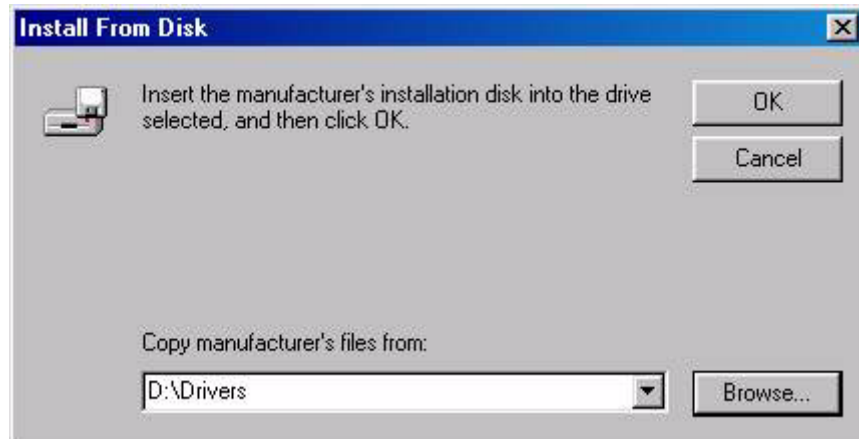 Install From Disk
Insert the manufacturer's installation disk into the drive
selected, and then click OK.
OK
Cancel
Copy manufacturer's files from:
D:\Drivers
Browse...